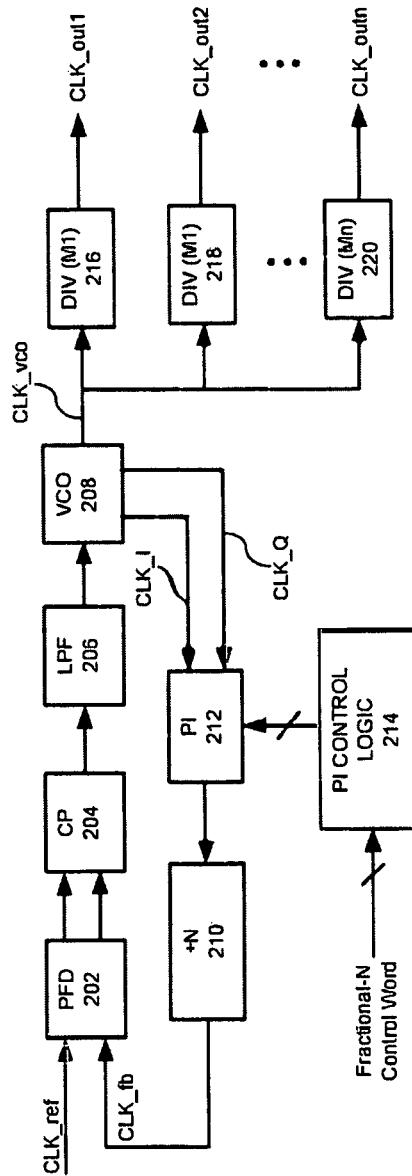 CLK_ref
CLK_fb
PFD
202
CP
204
LPF
206
VCO
208
CLK_vco
CLK_I
CLK_Q
DIV (M1)
216
CLK_out1
DIV (M1)
218
CLK_out2
DIV (Mn)
220
CLK_outn
+N
210
PI
212
PI CONTROL
LOGIC
214
Fractional-N
Control Word